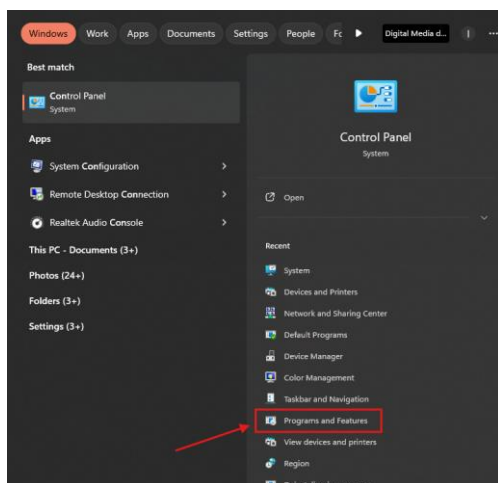 Windows Work Apps Documents Settings People Digital Media d... I ...
Best match
Control Panel
System
Apps
System Configuration
Remote Desktop Connection
Realtek Audio Console
This PC - Documents (3+)
Photos (24+)
Folders (3+)
Settings (3+)
Control Panel
System
Open
Recent
System
Devices and Printers
Network and Sharing Center
Default Programs
Device Manager
Color Management
Taskbar and Navigation
Programs and Features
View devices and printers
Region